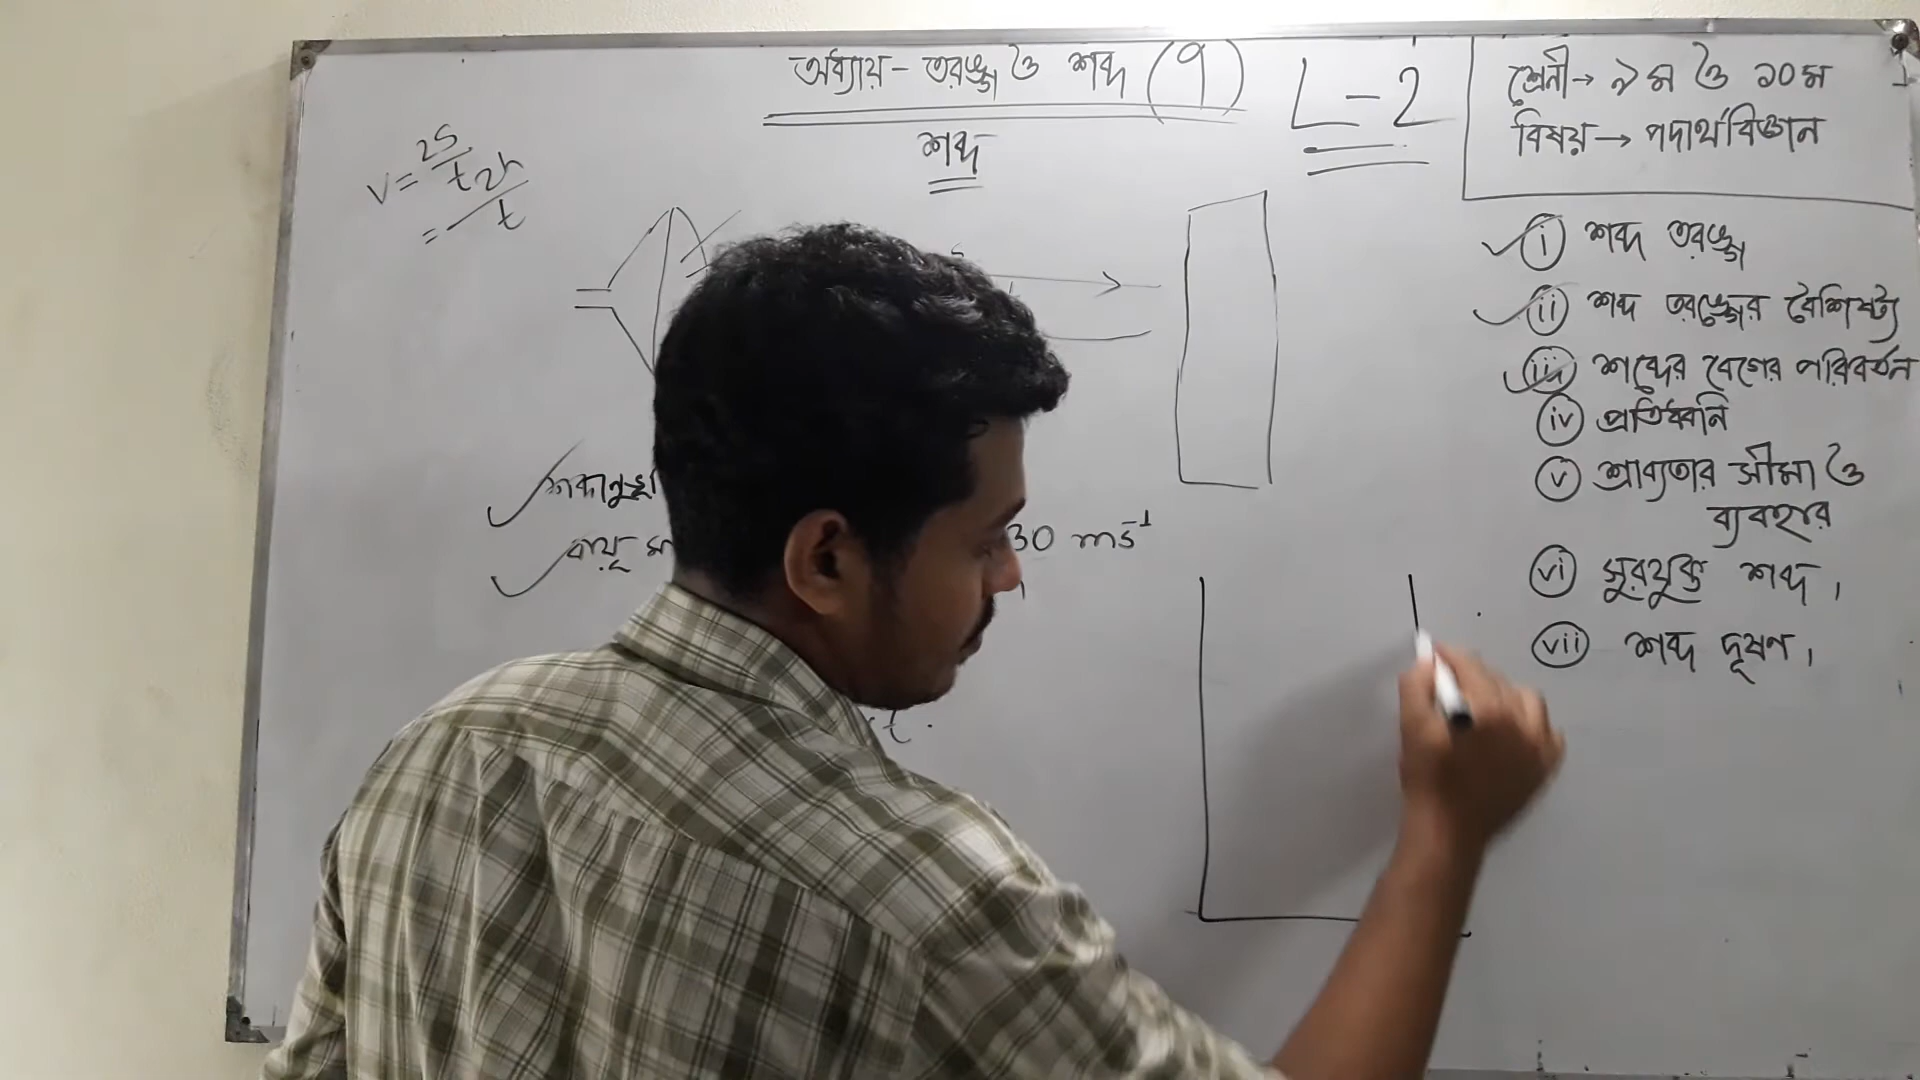 অধ্যায় - তরঙ্গ ও শব্দ (৭)
L - 2
শব্দ
শ্রেনী → ৯ম ও ১০ম
বিষয় → পদার্থবিজ্ঞান
v = 2s/t
= 2h/t
(i) শব্দ তরঙ্গ
(ii) শব্দ তরঙ্গের বৈশিষ্ট্য
(iii) শব্দের বেগের পরিবর্তন
(iv) প্রতিধ্বনি
(v) শ্রাব্যতার সীমা ও
ব্যবহার
(vi) সুরযুক্ত শব্দ।
(vii) শব্দ দূষণ।
বায়ু
30 ms⁻¹
t.